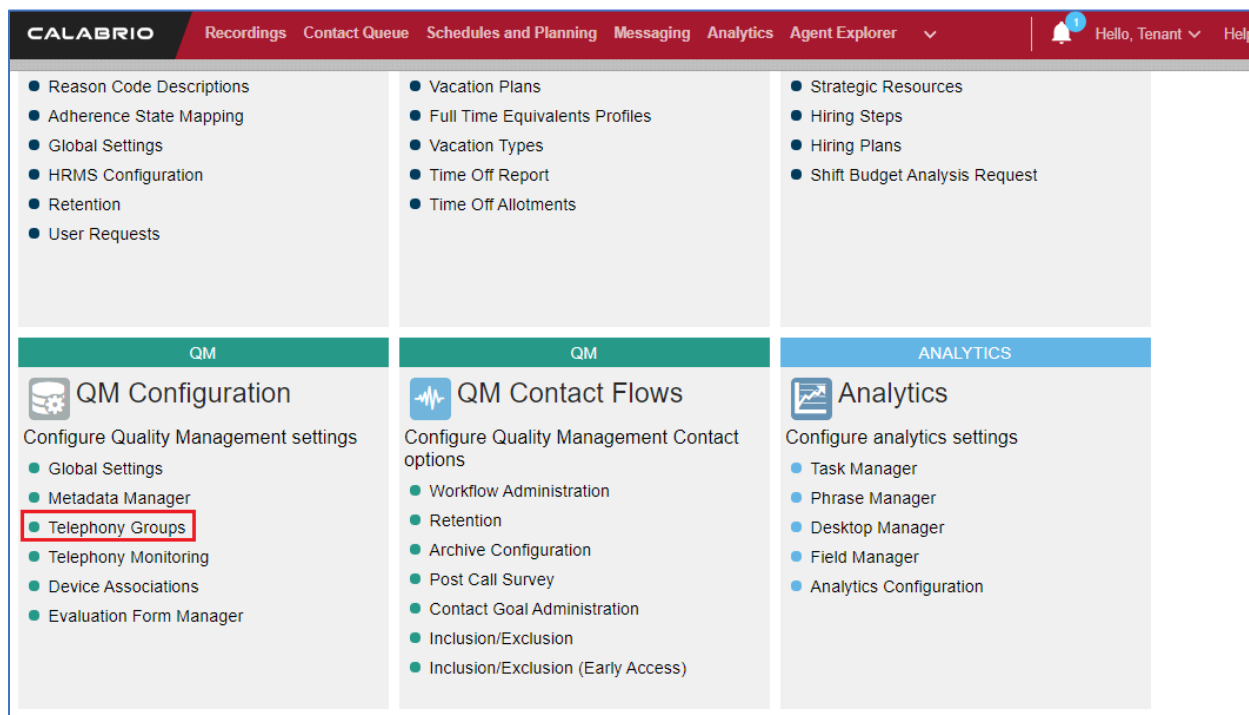 CALABRIO Recordings Contact Queue Schedules and Planning Messaging Analytics Agent Explorer 1 Hello, Tenant
Reason Code Descriptions
Adherence State Mapping
Global Settings
HRMS Configuration
Retention
User Requests
Vacation Plans
Full Time Equivalents Profiles
Vacation Types
Time Off Report
Time Off Allotments
Strategic Resources
Hiring Steps
Hiring Plans
Shift Budget Analysis Request
QM
QM Configuration
Configure Quality Management settings
Global Settings
Metadata Manager
Telephony Groups
Telephony Monitoring
Device Associations
Evaluation Form Manager
QM
QM Contact Flows
Configure Quality Management Contact
options
Workflow Administration
Retention
Archive Configuration
Post Call Survey
Contact Goal Administration
Inclusion/Exclusion
Inclusion/Exclusion (Early Access)
ANALYTICS
Analytics
Configure analytics settings
Task Manager
Phrase Manager
Desktop Manager
Field Manager
Analytics Configuration